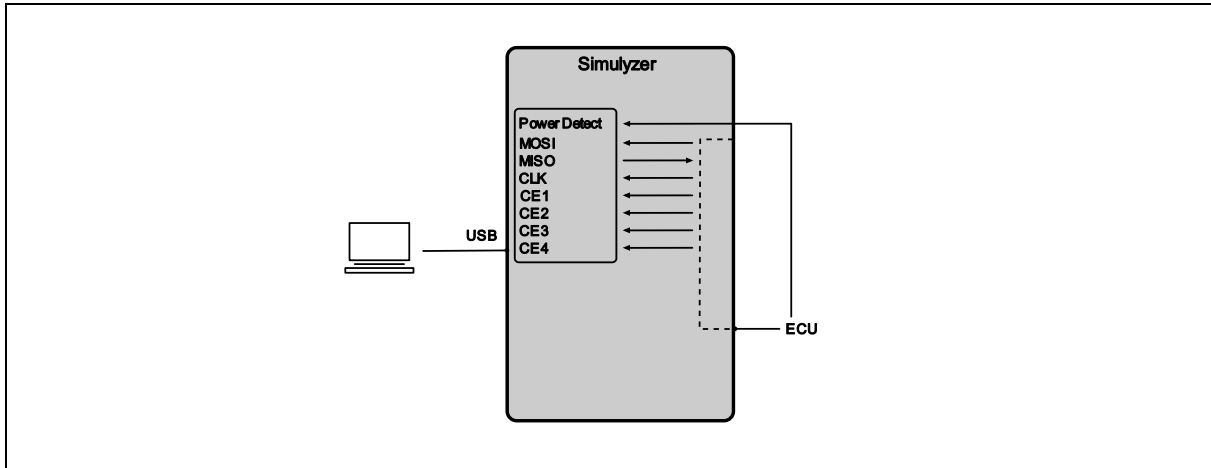 Simulyzer
Power Detect
MOSI
MISO
CLK
CE1
CE2
CE3
CE4
USB
ECU